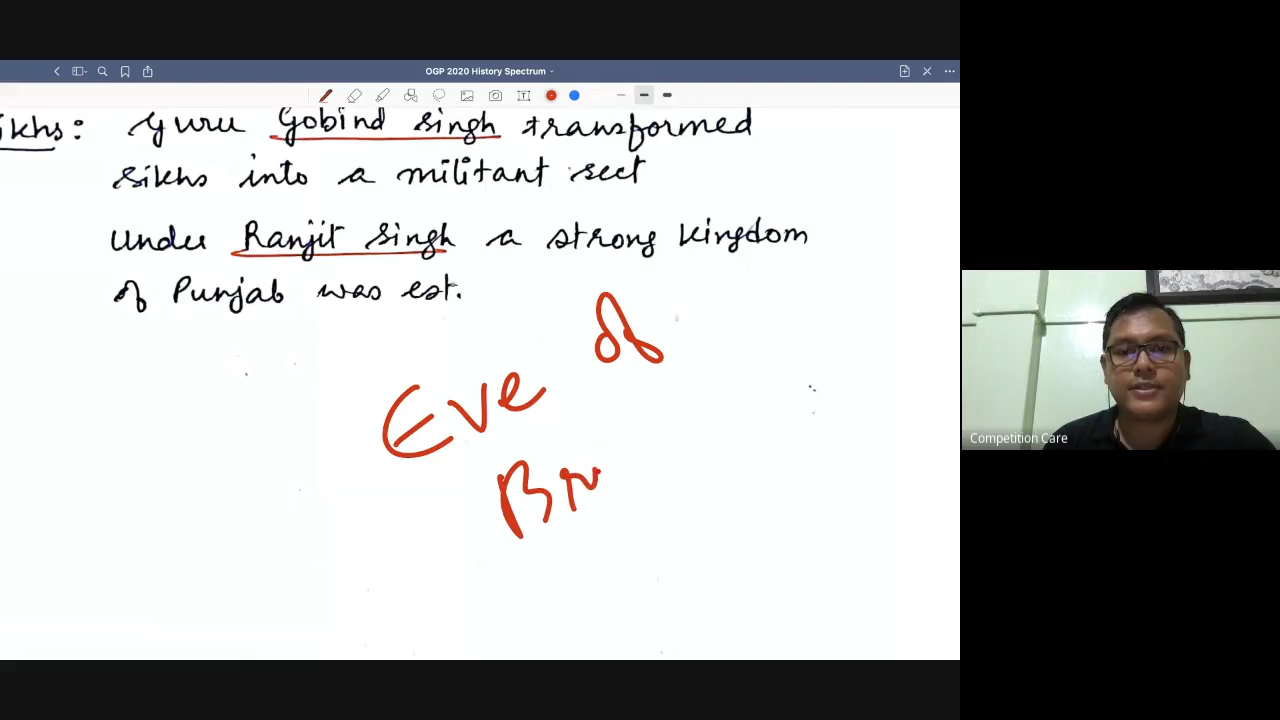 OGP 2020 History Spectrum
ikhs: Guru Gobind Singh transformed
Sikhs into a militant sect
Under Ranjit Singh a strong kingdom
of Punjab was est.
Eve of
Br
Competition Care